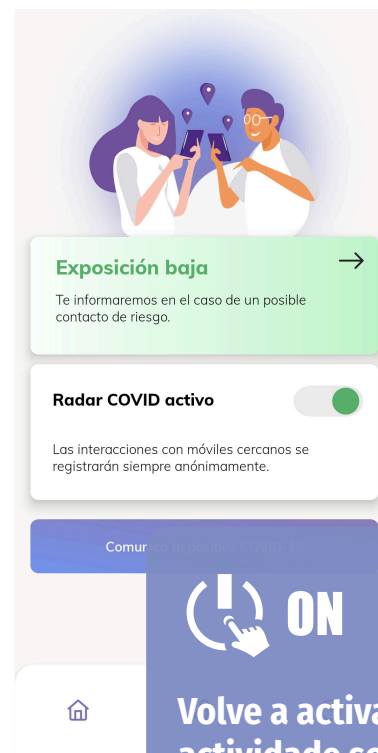 Exposición baja
Te informaremos en el caso de un posible
contacto de riesgo.
Radar COVID activo
Las interacciones con móviles cercanos se
registrarán siempre anónimamente.
ON
Volve a activa